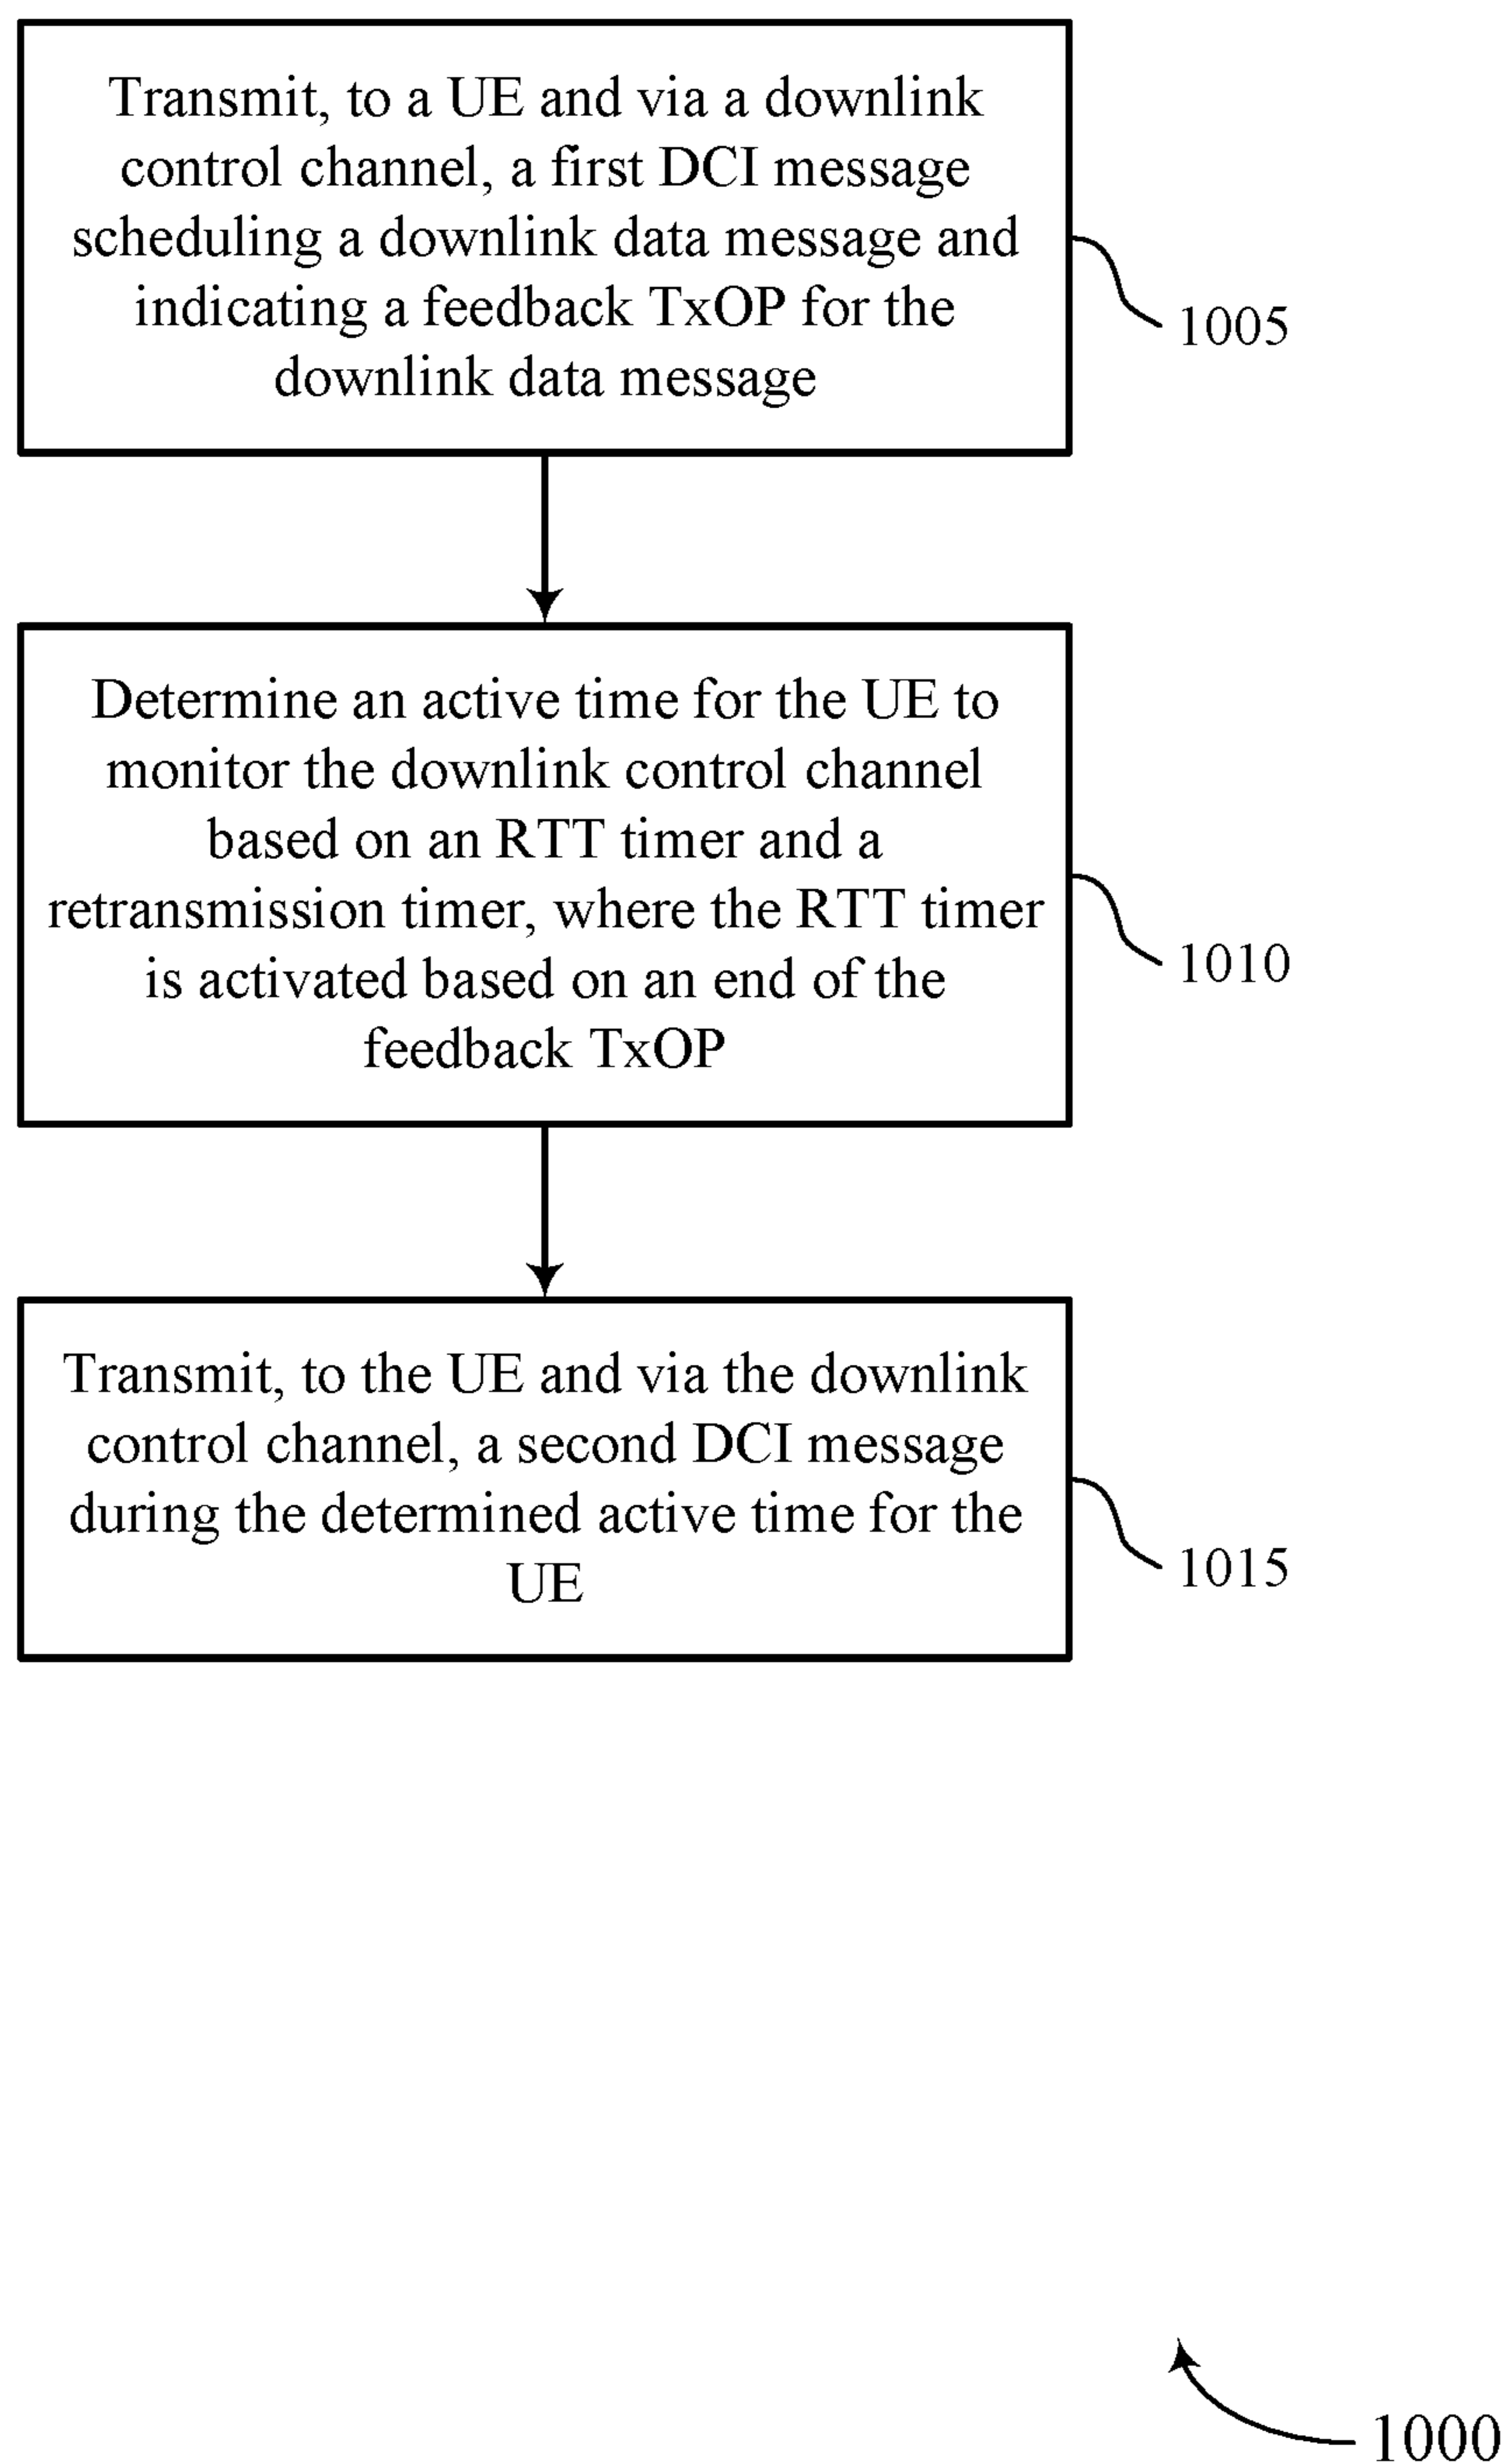 Transmit, to a UE and via a downlink
control channel, a first DCI message
scheduling a downlink data message and
indicating a feedback TxOP for the
downlink data message
1005
Determine an active time for the UE to
monitor the downlink control channel
based on an RTT timer and a
retransmission timer, where the RTT timer
is activated based on an end of the
feedback TxOP
1010
Transmit, to the UE and via the downlink
control channel, a second DCI message
during the determined active time for the
UE
1015
1000